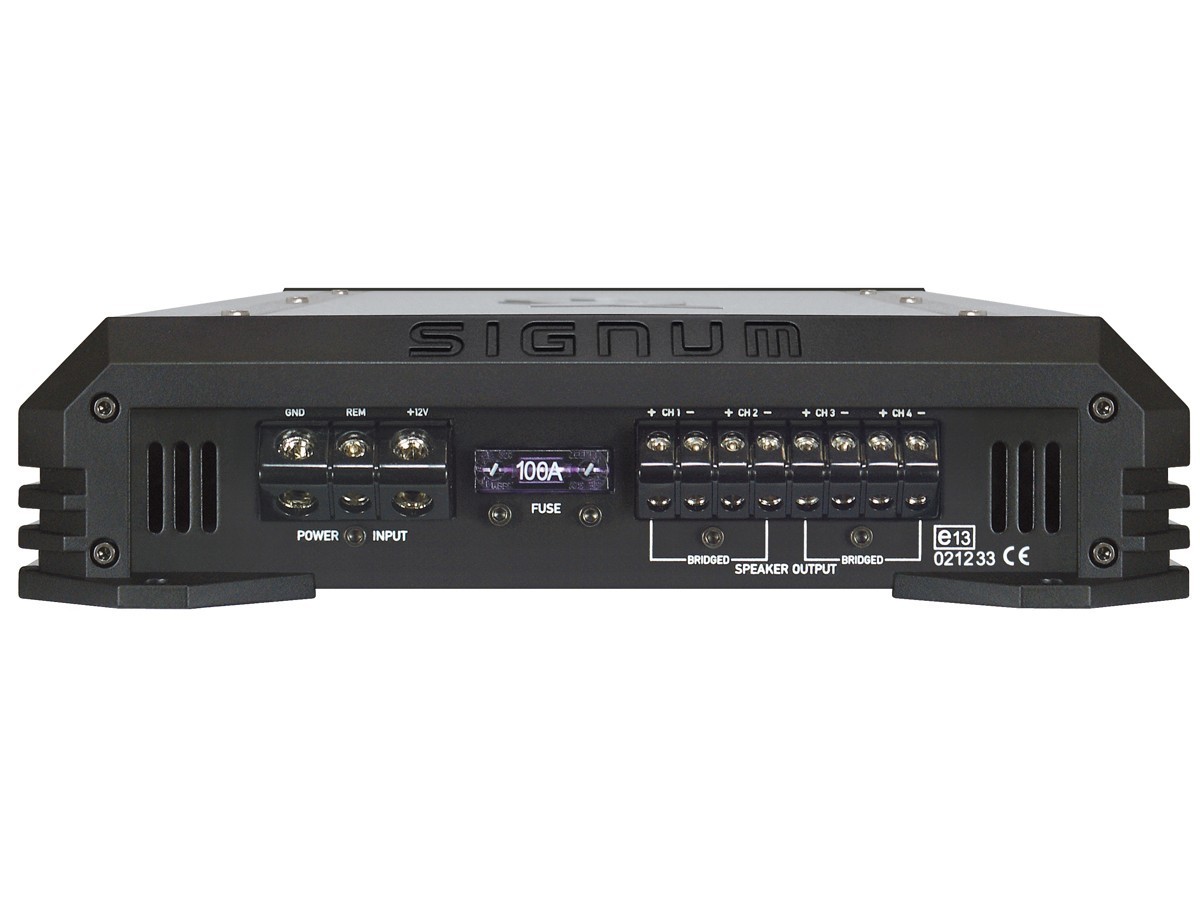 SIGNUM
GND REM +12V
+ CH 1 − + CH 2 − + CH 3 − + CH 4 −
100A
FUSE
POWER INPUT
BRIDGED BRIDGED
SPEAKER OUTPUT
e13
021233 CE